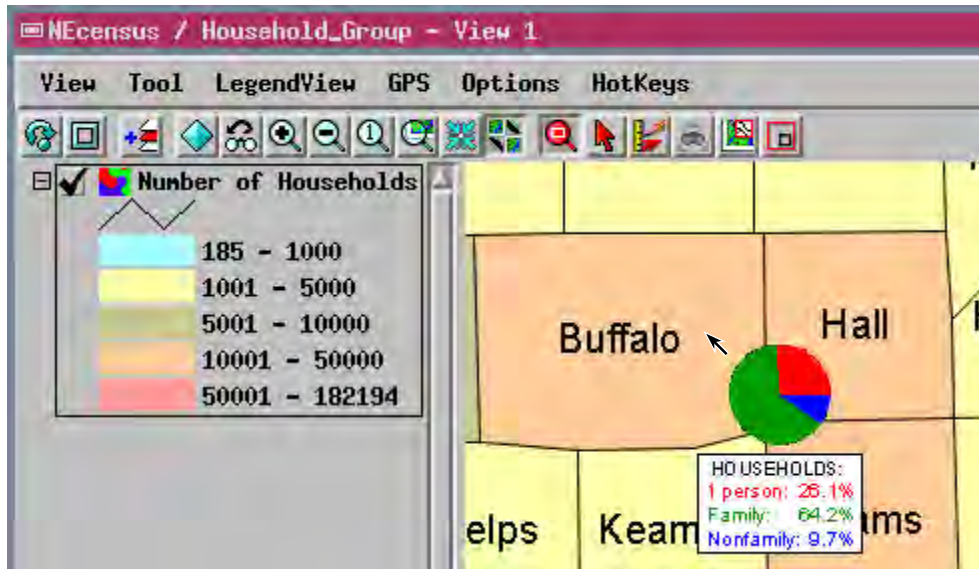 NEcensus / Household_Group - View 1
View Tool LegendView GPS Options HotKeys
1
Number of Households
185 - 1000
1001 - 5000
5001 - 10000
10001 - 50000
50001 - 182194
Buffalo
Hall
HOUSEHOLDS:
1 person: 26.1%
Family: 64.2%
Nonfamily: 9.7%
elps
Kearn
ams